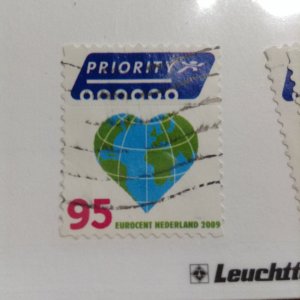 PRIORITY
95 EUROCENT NEDERLAND 2009
Leuchtt